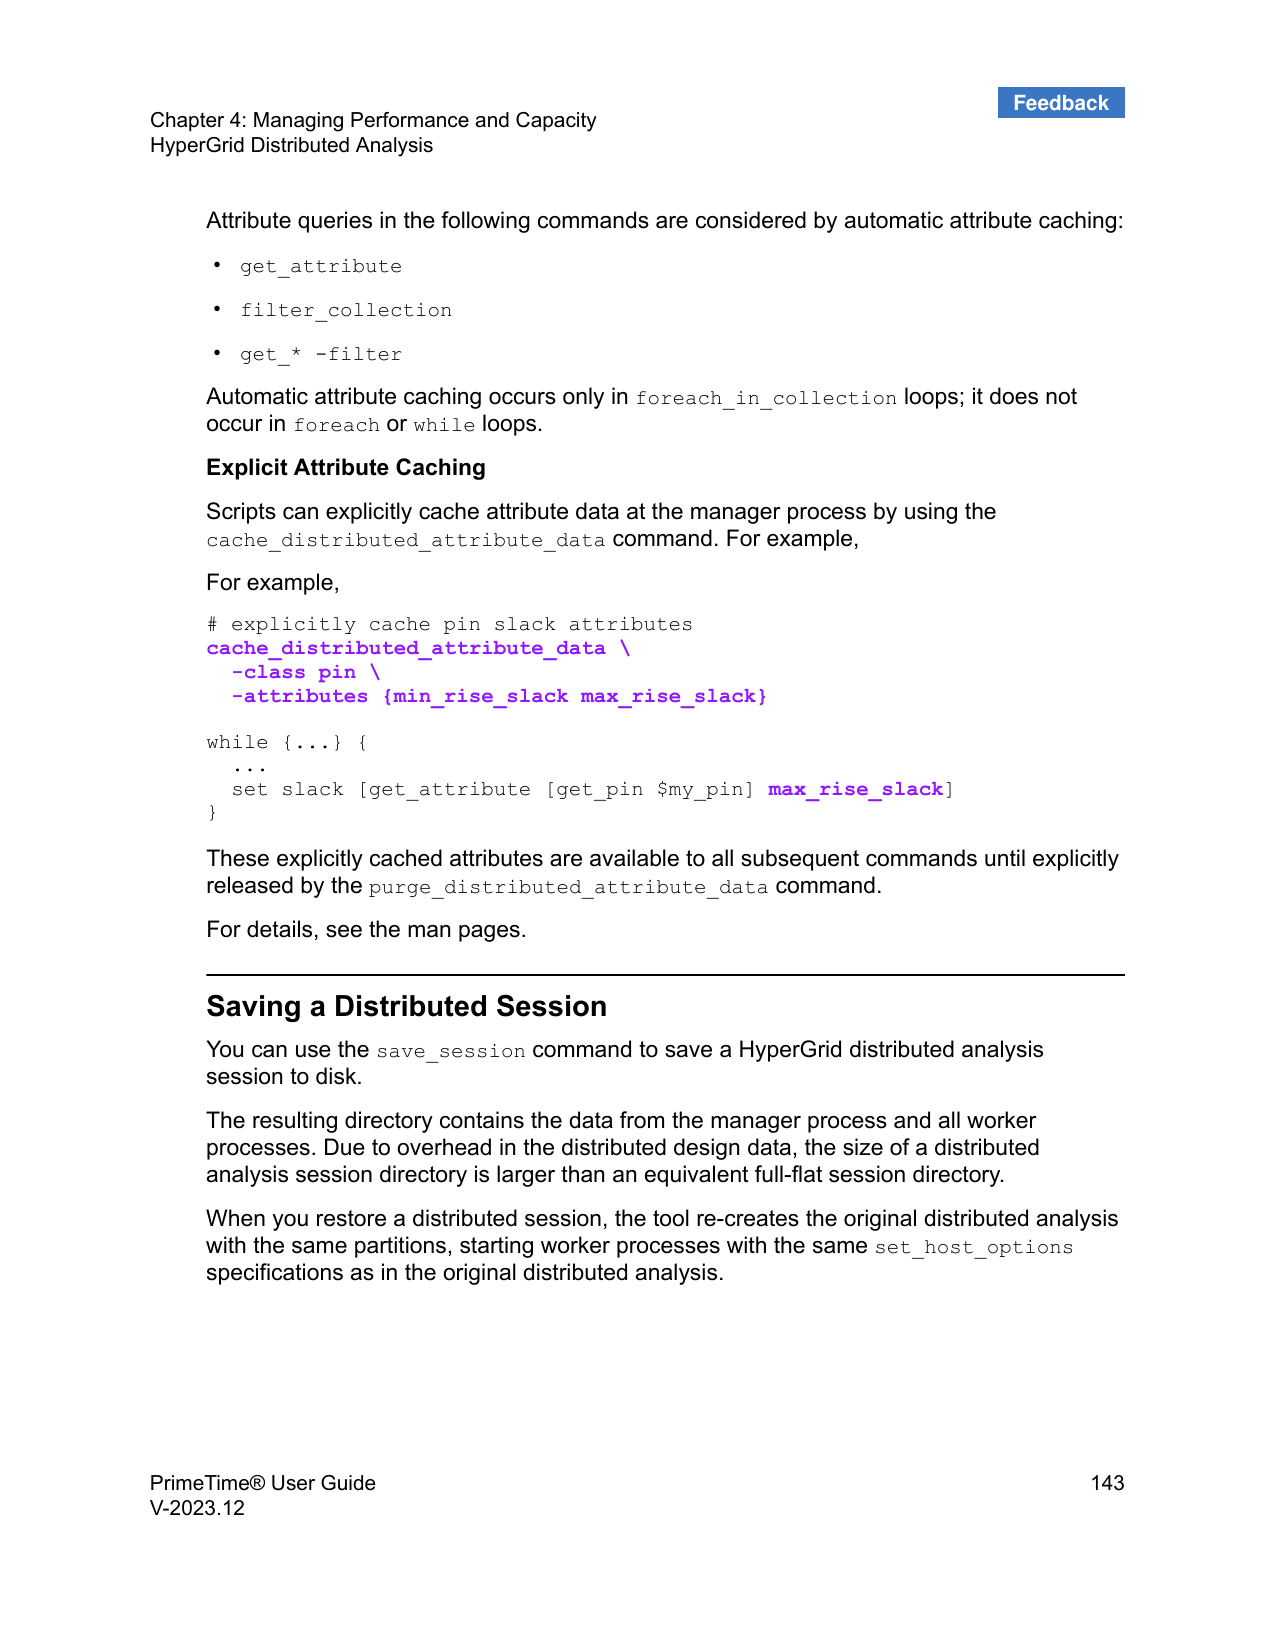 Feedback
Chapter 4: Managing Performance and Capacity
HyperGrid Distributed Analysis
Attribute queries in the following commands are considered by automatic attribute caching:
• get_attribute
• filter_collection
• get_* -filter
Automatic attribute caching occurs only in foreach_in_collection loops; it does not
occur in foreach or while loops.
Explicit Attribute Caching
Scripts can explicitly cache attribute data at the manager process by using the
cache_distributed_attribute_data command. For example,
For example,
# explicitly cache pin slack attributes
cache_distributed_attribute_data \
  -class pin \
  -attributes {min_rise_slack max_rise_slack}
while {...} {
  ...
  set slack [get_attribute [get_pin $my_pin] max_rise_slack]
}
These explicitly cached attributes are available to all subsequent commands until explicitly
released by the purge_distributed_attribute_data command.
For details, see the man pages.
Saving a Distributed Session
You can use the save_session command to save a HyperGrid distributed analysis
session to disk.
The resulting directory contains the data from the manager process and all worker
processes. Due to overhead in the distributed design data, the size of a distributed
analysis session directory is larger than an equivalent full-flat session directory.
When you restore a distributed session, the tool re-creates the original distributed analysis
with the same partitions, starting worker processes with the same set_host_options
specifications as in the original distributed analysis.
PrimeTime® User Guide 143
V-2023.12